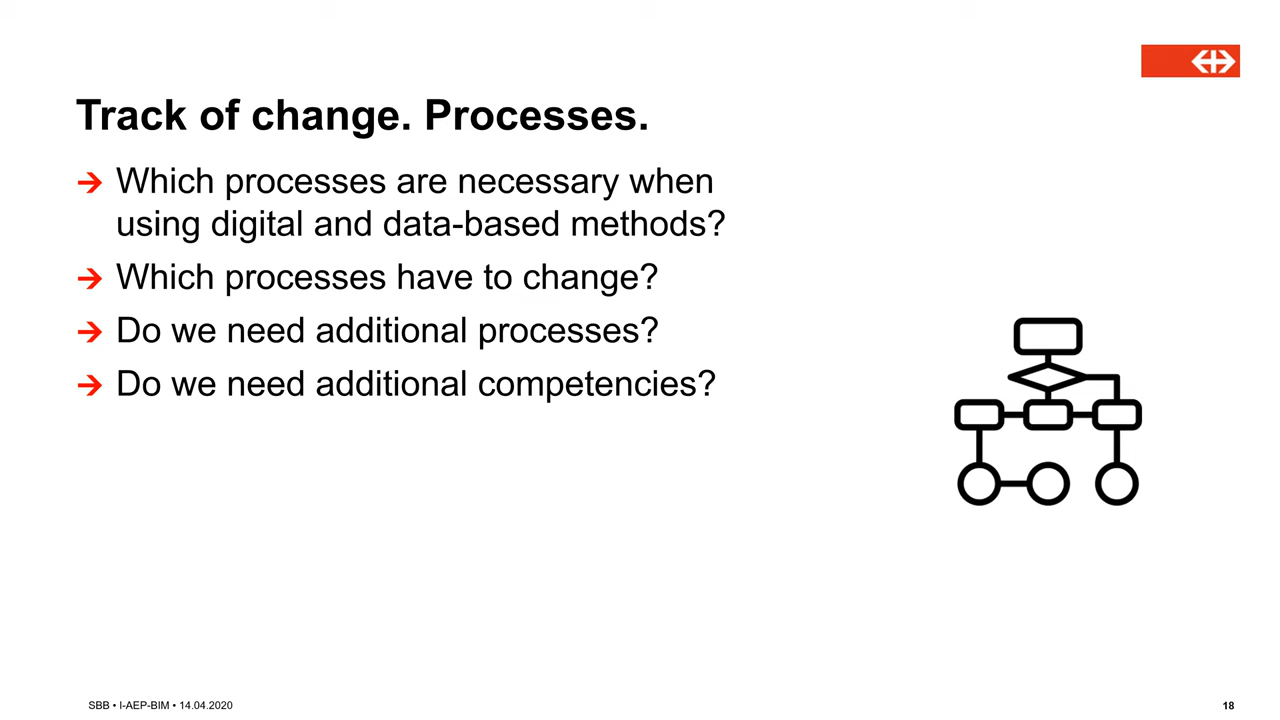 Track of change. Processes.
→ Which processes are necessary when
using digital and data-based methods?
→ Which processes have to change?
→ Do we need additional processes?
→ Do we need additional competencies?
SBB • I-AEP-BIM • 14.04.2020
18